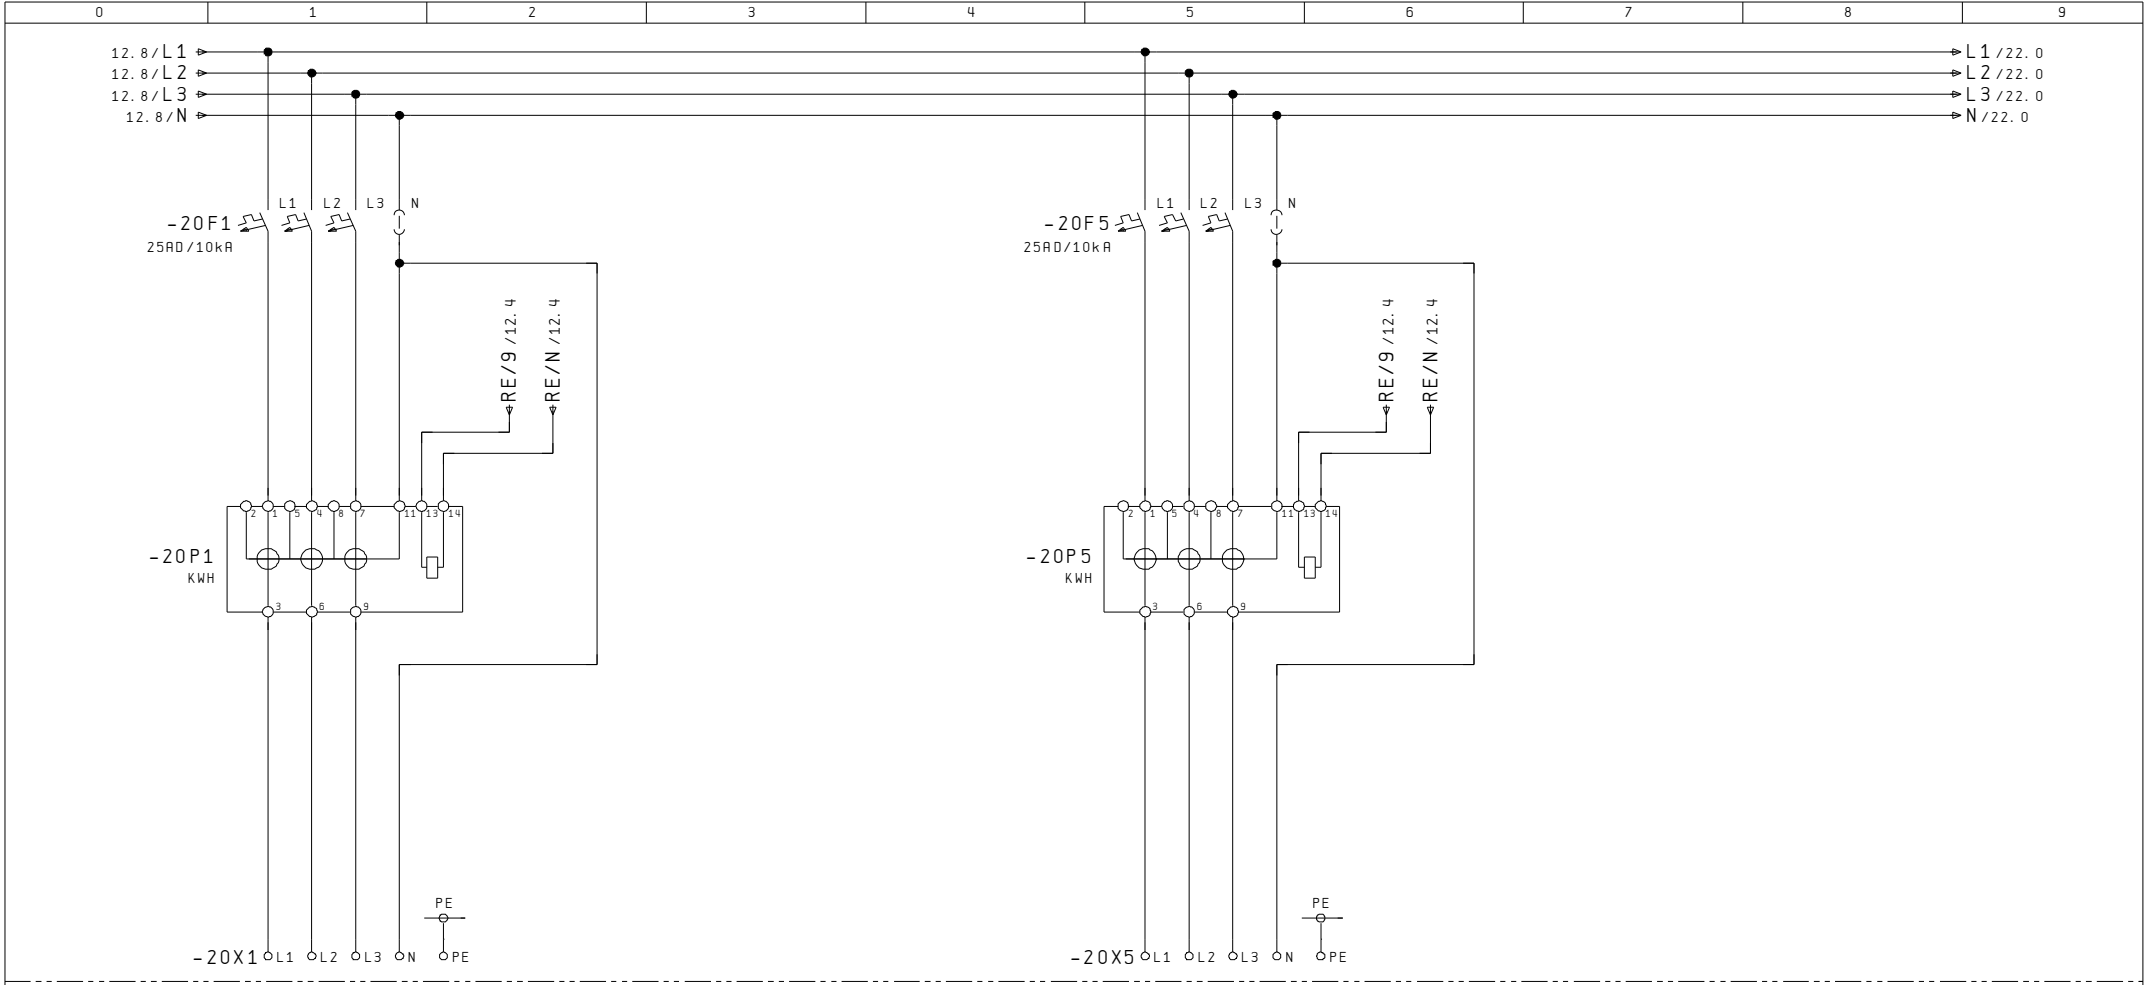 0 1 2 3 4 5 6 7 8 9
12.8/L1 L1/22.0
12.8/L2 L2/22.0
12.8/L3 L3/22.0
12.8/N N/22.0
L1 L2 L3 N L1 L2 L3 N
-20F1 -20F5
25AD/10kA 25AD/10kA
RE/9/12.4 RE/N/12.4 RE/9/12.4 RE/N/12.4
2 1 5 4 8 7 11 13 14 2 1 5 4 8 7 11 13 14
-20P1 -20P5
KWH KWH
3 6 9 3 6 9
PE PE
-20X1 L1 L2 L3 N PE -20X5 L1 L2 L3 N PE